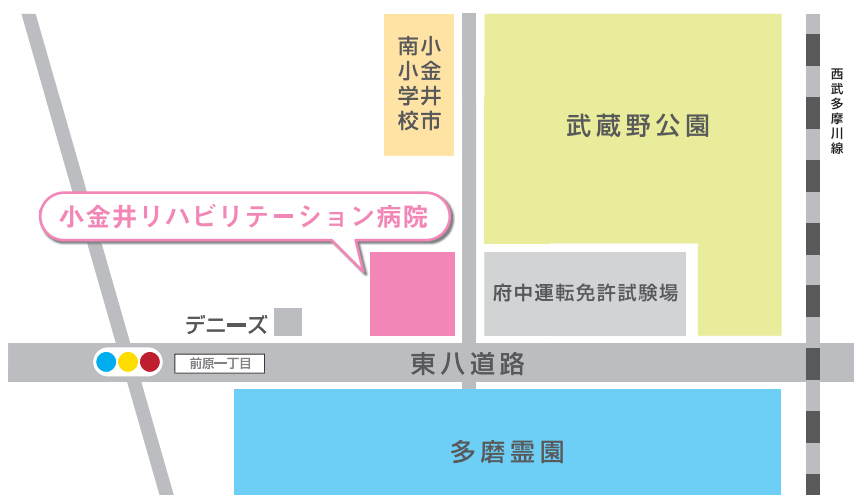 小金井市
南小学校
武蔵野公園
西武多摩川線
小金井リハビリテーション病院
府中運転免許試験場
デニーズ
前原一丁目
東八道路
多磨霊園